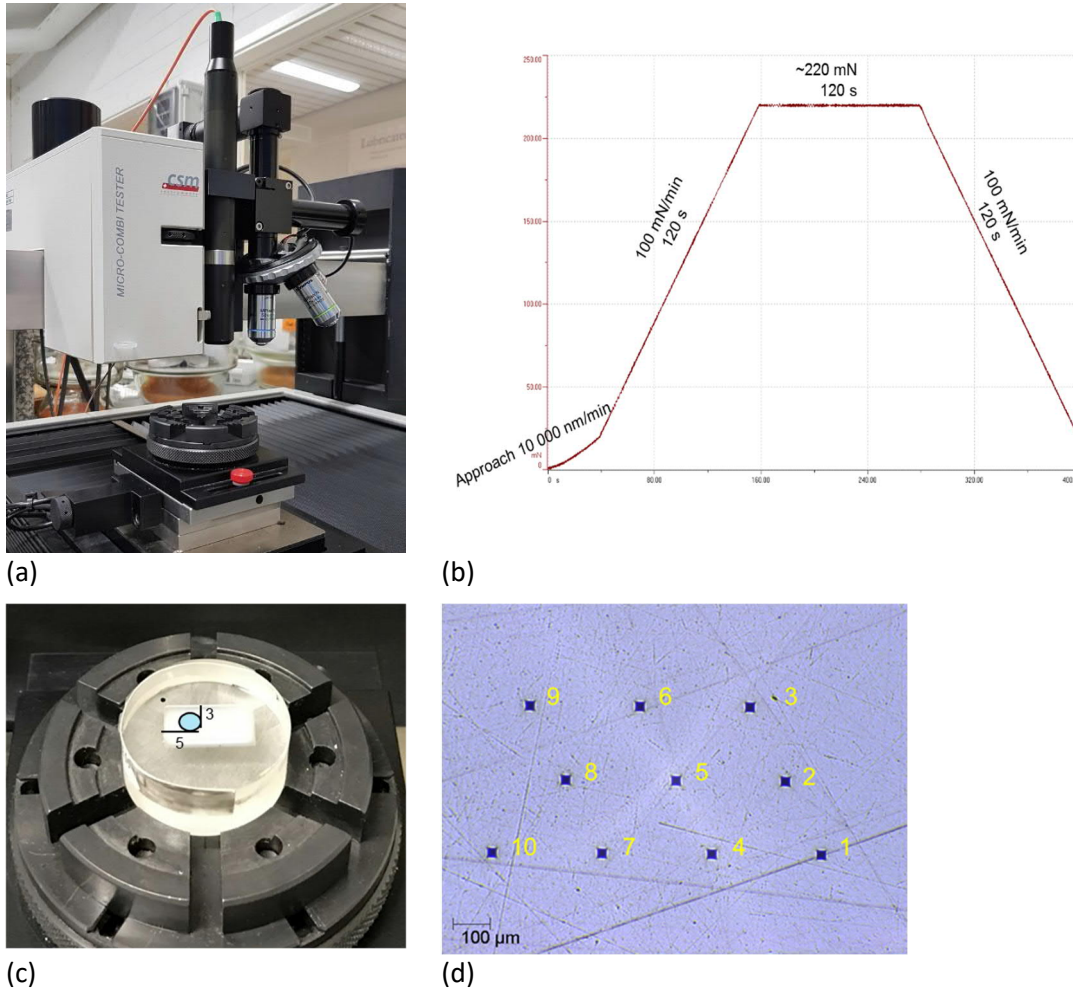 MICRO-COMBI TESTER
csm
INSTRUMENTS
(a)
250.00
200.00
150.00
100.00
50.00
mN
0
0 s
80.00
160.00
240.00
320.00
400.00
~220 mN
120 s
100 mN/min
120 s
100 mN/min
120 s
Approach 10 000 nm/min
(b)
3
5
(c)
9 6 3
8 5 2
10 7 4 1
100 µm
(d)